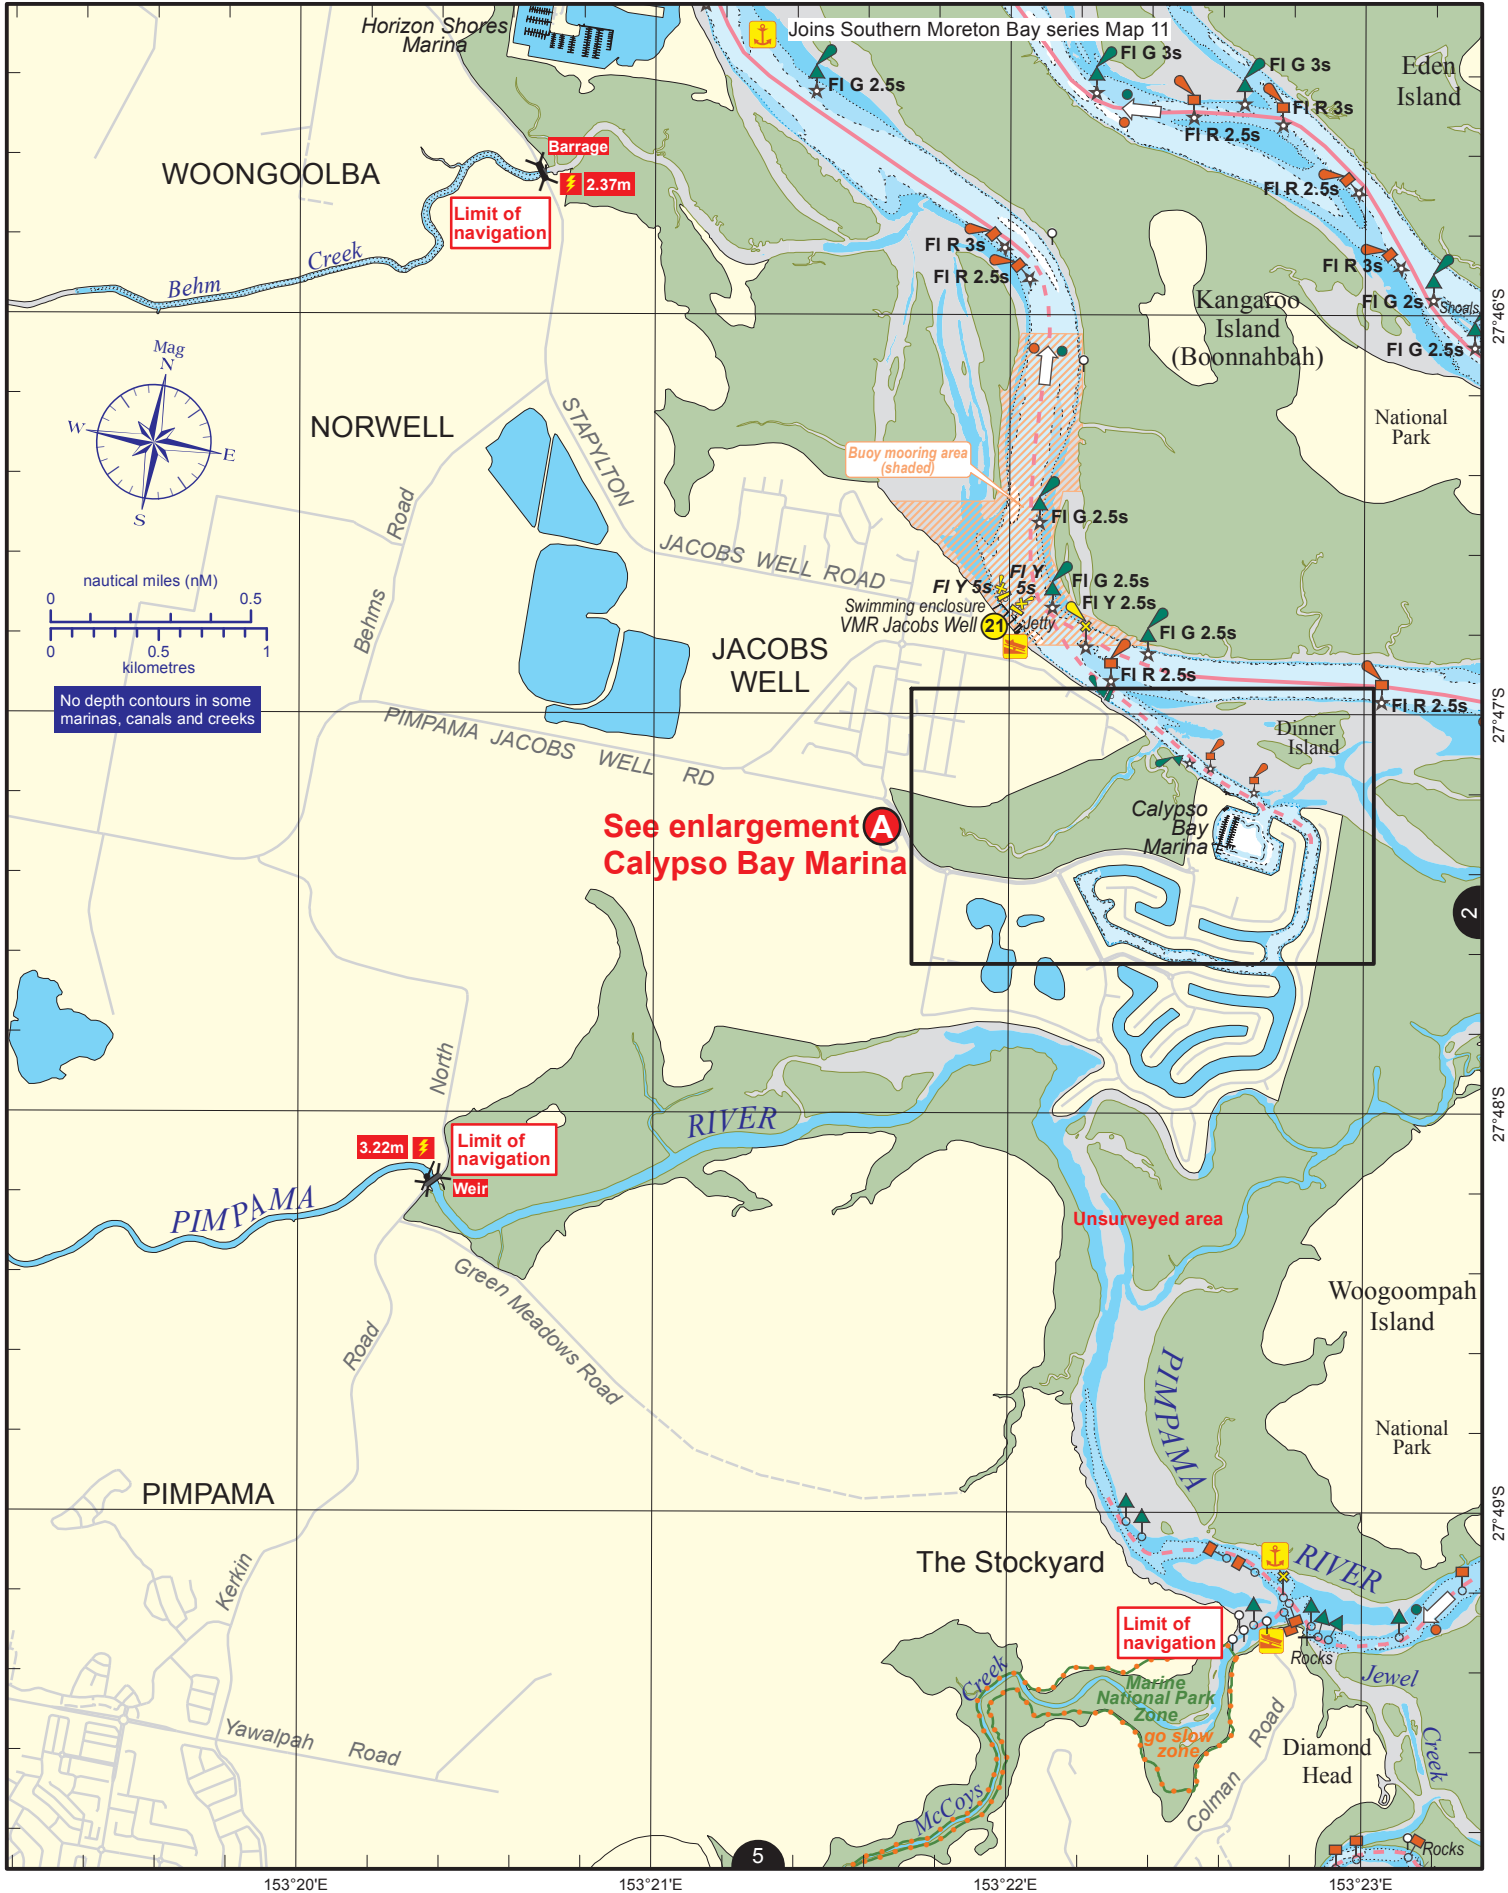 Horizon Shores
Marina
Joins Southern Moreton Bay series Map 11
Fl G 3s
Fl G 3s
Eden
Island
Fl G 2.5s
Fl R 3s
Fl R 2.5s
Barrage
2.37m
WOONGOOLBA
Limit of
navigation
Fl R 2.5s
Fl R 3s
Fl R 2.5s
Fl R 3s
Fl G 2s
Shoals
Fl G 2.5s
Behm Creek
Kangaroo
Island
(Boonnahbah)
27°46'S
Mag
N
W
E
S
NORWELL
STAPYLTON
National
Park
Buoy mooring area
(shaded)
Behms Road
Fl G 2.5s
JACOBS WELL ROAD
nautical miles (nM)
0 0.5
0 0.5 1
kilometres
Fl Y 5s
Fl Y
5s
Fl G 2.5s
Fl Y 2.5s
Swimming enclosure
VMR Jacobs Well
21
Jetty
Fl G 2.5s
JACOBS
WELL
Fl R 2.5s
Fl R 2.5s
No depth contours in some
marinas, canals and creeks
PIMPAMA JACOBS WELL RD
Dinner
Island
27°47'S
See enlargement A
Calypso Bay Marina
Calypso
Bay
Marina
2
North
RIVER
27°48'S
3.22m
Limit of
navigation
Weir
PIMPAMA
Unsurveyed area
Green Meadows Road
Road
Woogoompah
Island
PIMPAMA
National
Park
PIMPAMA
27°49'S
The Stockyard
RIVER
Kerkin
Limit of
navigation
Rocks
Jewel
Creek
Creek
Marine
National Park
Zone
go slow
zone
Colman Road
Diamond
Head
Yawalpah Road
McCoys
Rocks
5
153°20'E
153°21'E
153°22'E
153°23'E